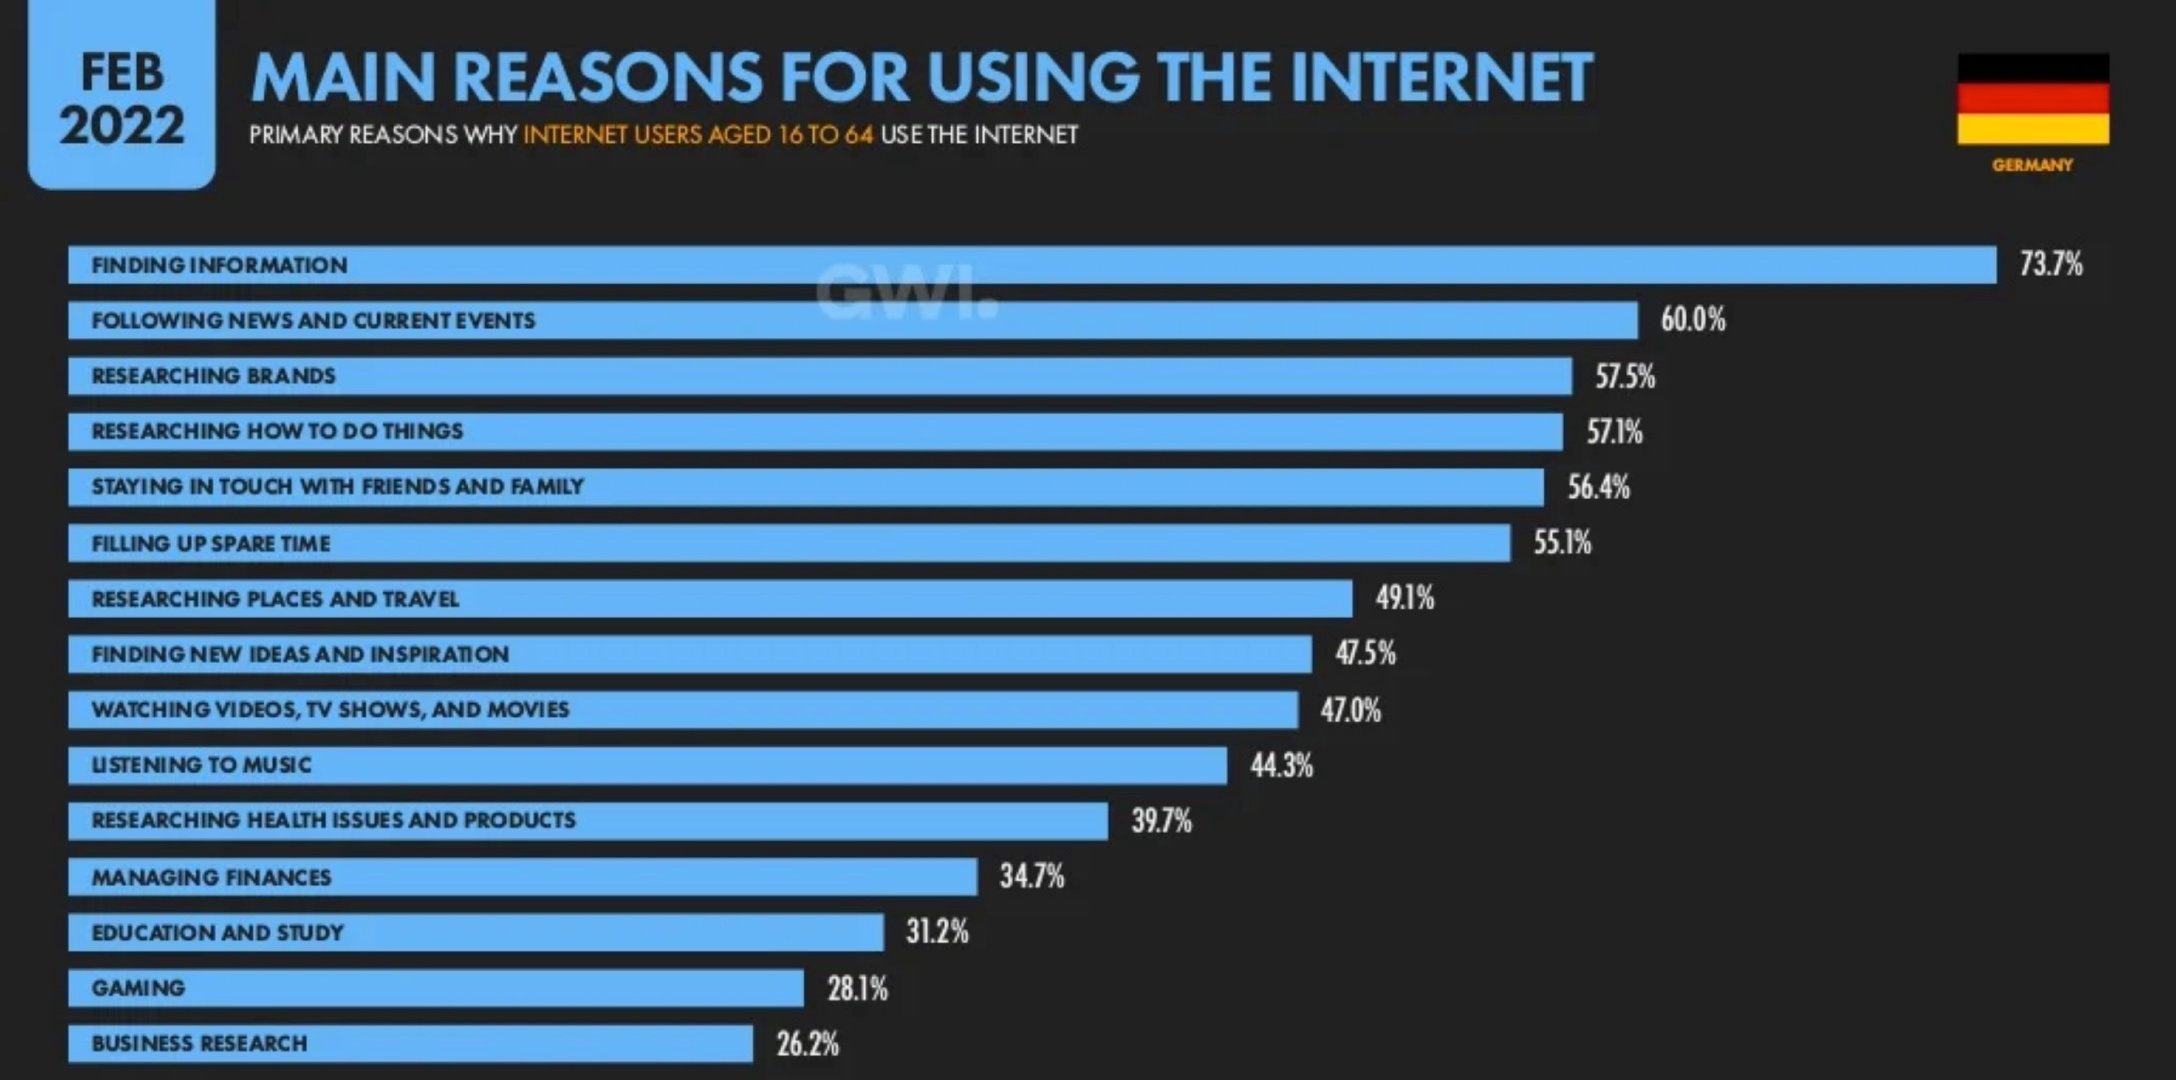 FEB
2022
MAIN REASONS FOR USING THE INTERNET
PRIMARY REASONS WHY INTERNET USERS AGED 16 TO 64 USE THE INTERNET
GERMANY
GWI.
FINDING INFORMATION 73.7%
FOLLOWING NEWS AND CURRENT EVENTS 60.0%
RESEARCHING BRANDS 57.5%
RESEARCHING HOW TO DO THINGS 57.1%
STAYING IN TOUCH WITH FRIENDS AND FAMILY 56.4%
FILLING UP SPARE TIME 55.1%
RESEARCHING PLACES AND TRAVEL 49.1%
FINDING NEW IDEAS AND INSPIRATION 47.5%
WATCHING VIDEOS, TV SHOWS, AND MOVIES 47.0%
LISTENING TO MUSIC 44.3%
RESEARCHING HEALTH ISSUES AND PRODUCTS 39.7%
MANAGING FINANCES 34.7%
EDUCATION AND STUDY 31.2%
GAMING 28.1%
BUSINESS RESEARCH 26.2%